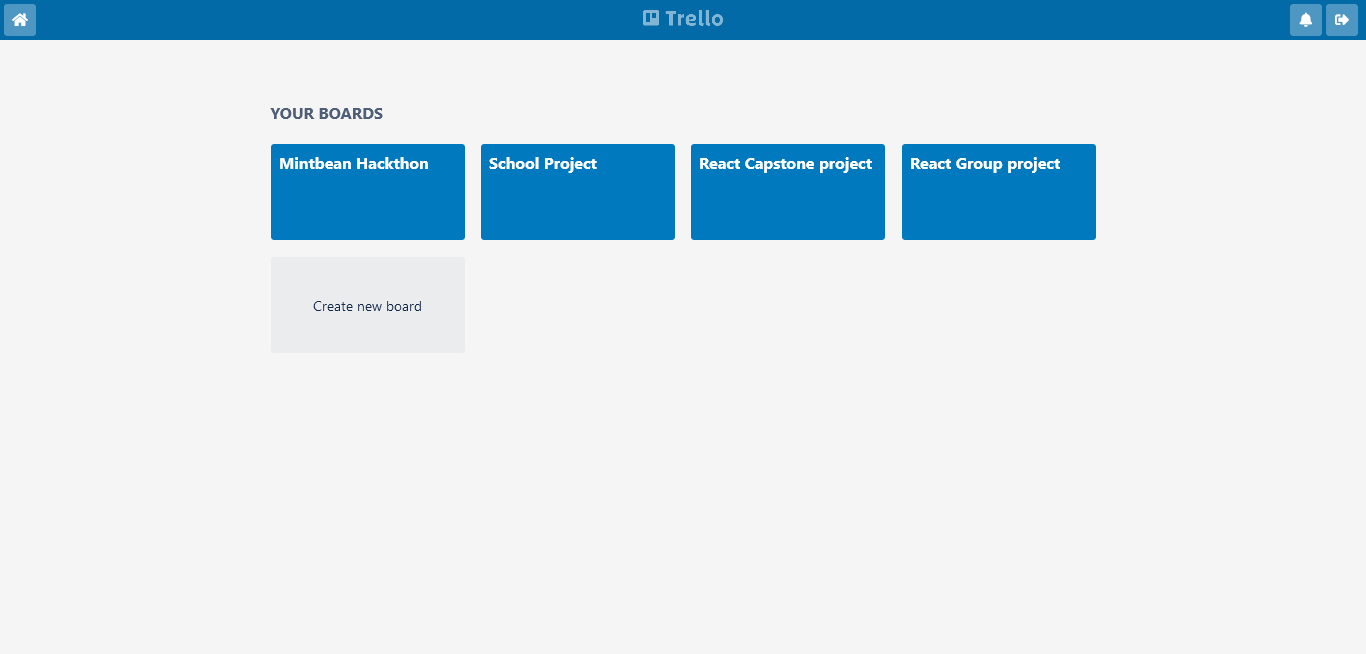 Trello
YOUR BOARDS
Mintbean Hackthon
School Project
React Capstone project
React Group project
Create new board